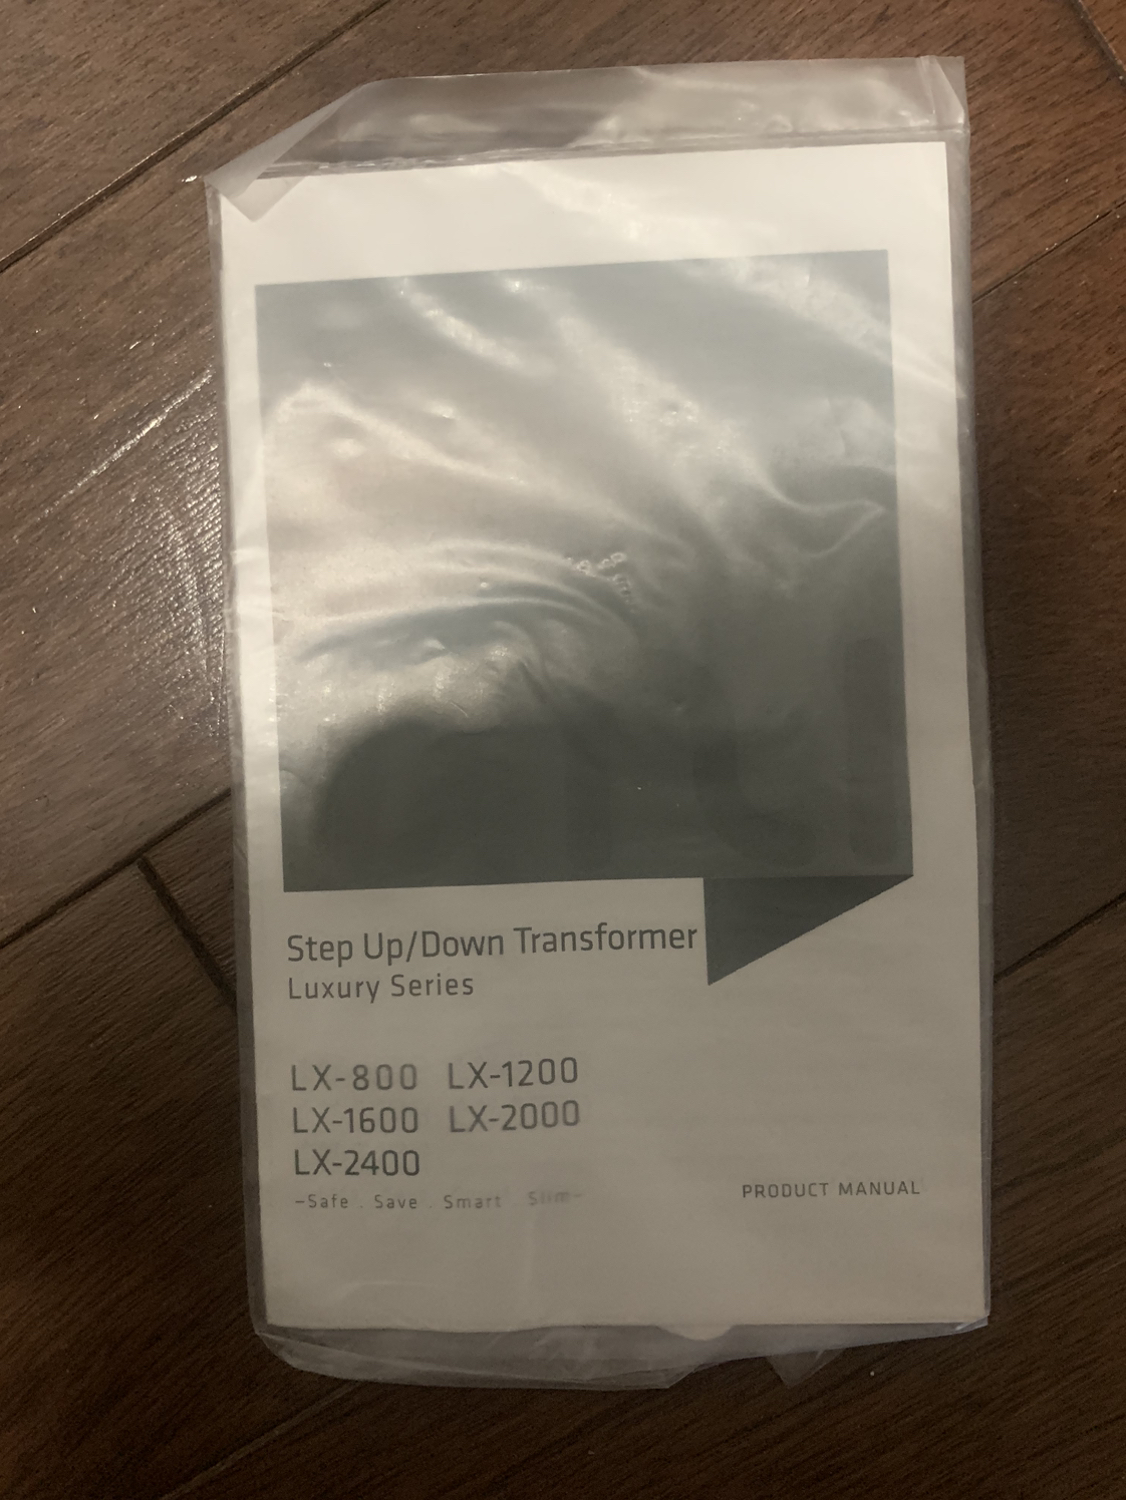 Step Up/Down Transformer
Luxury Series
LX-800 LX-1200
LX-1600 LX-2000
LX-2400
-Safe . Save . Smart . Slim-
PRODUCT MANUAL